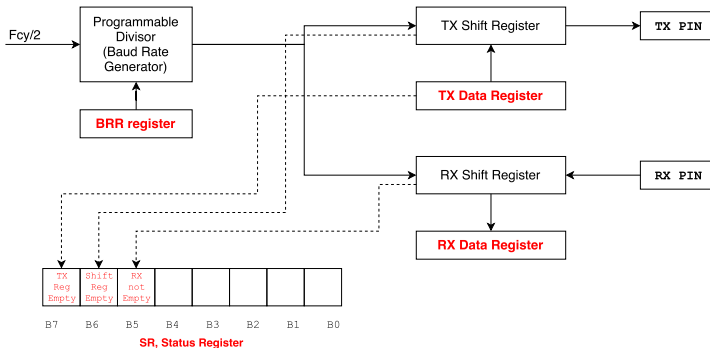 Fcy/2
Programmable
Divisor
(Baud Rate
Generator)
BRR register
TX Shift Register
TX PIN
TX Data Register
RX Shift Register
RX PIN
RX Data Register
TX
Reg
Empty
Shift
Reg
Empty
RX
not
Empty
B7 B6 B5 B4 B3 B2 B1 B0
SR, Status Register